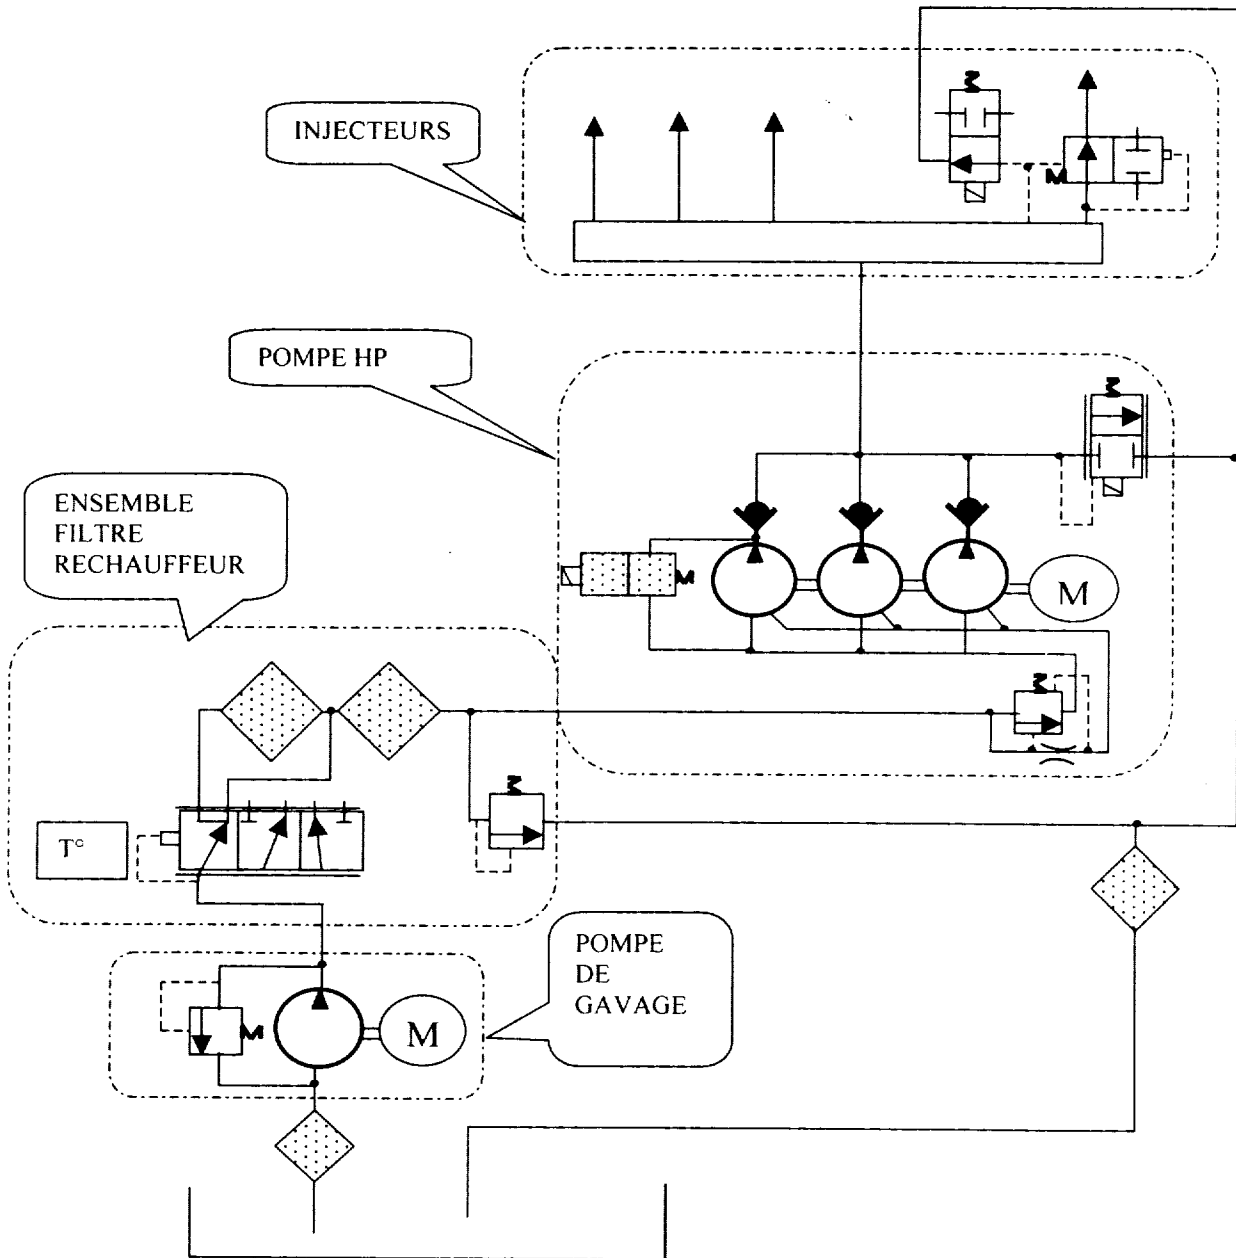 INJECTEURS
POMPE HP
M
ENSEMBLE
FILTRE
RECHAUFFEUR
T°
POMPE
DE
GAVAGE
M